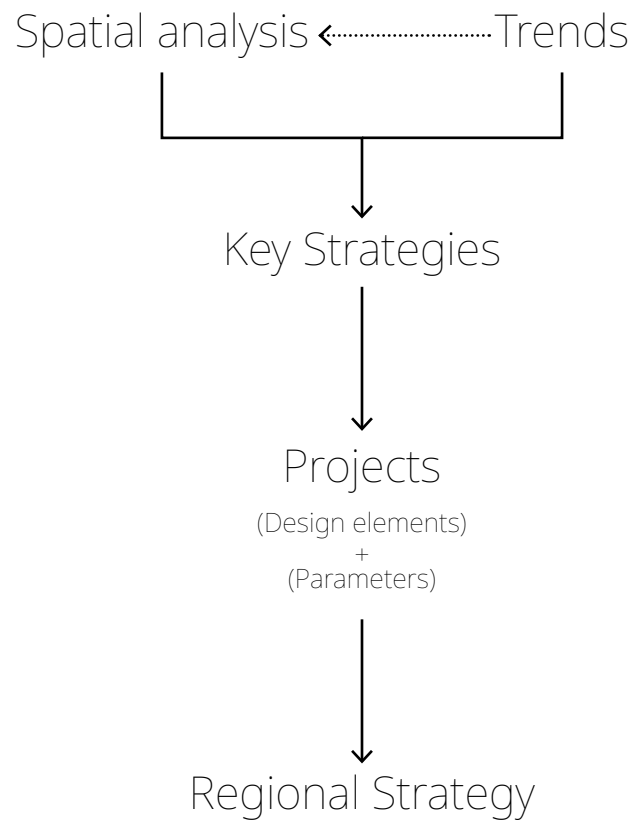 Spatial analysis
Trends
Key Strategies
Projects
(Design elements)
+
(Parameters)
Regional Strategy